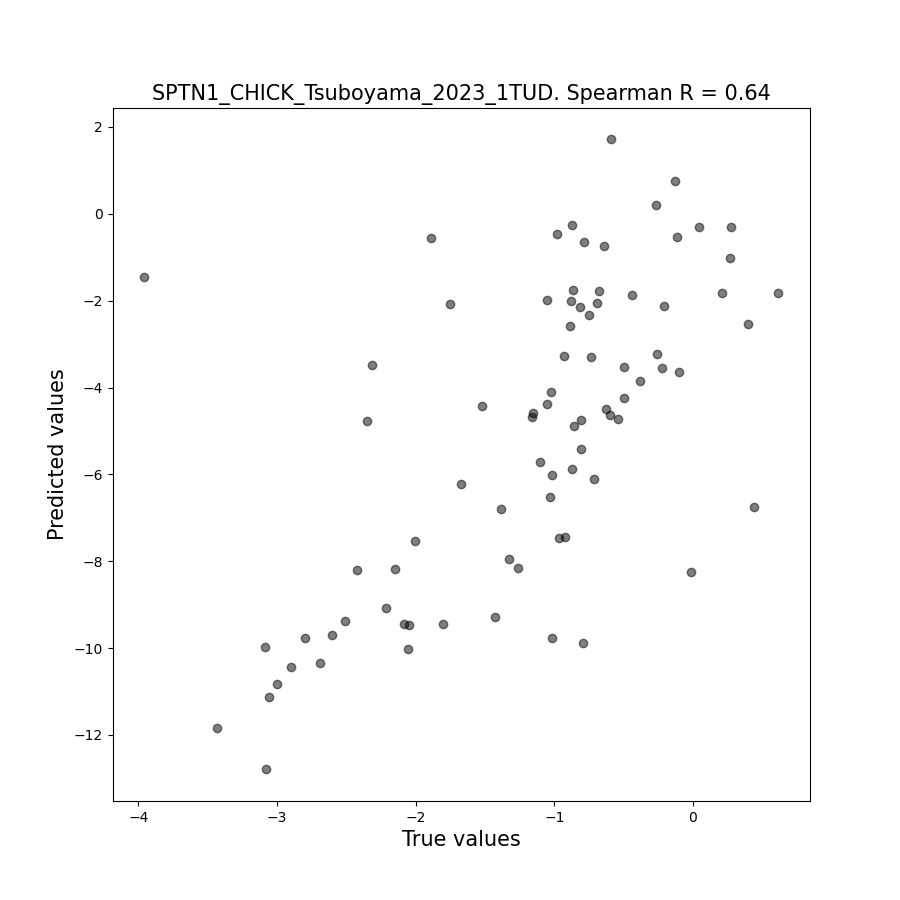 SPTN1_CHICK_Tsuboyama_2023_1TUD. Spearman R = 0.64
2
0
−2
−4
−6
−8
−10
−12
Predicted values
−4 −3 −2 −1 0
True values